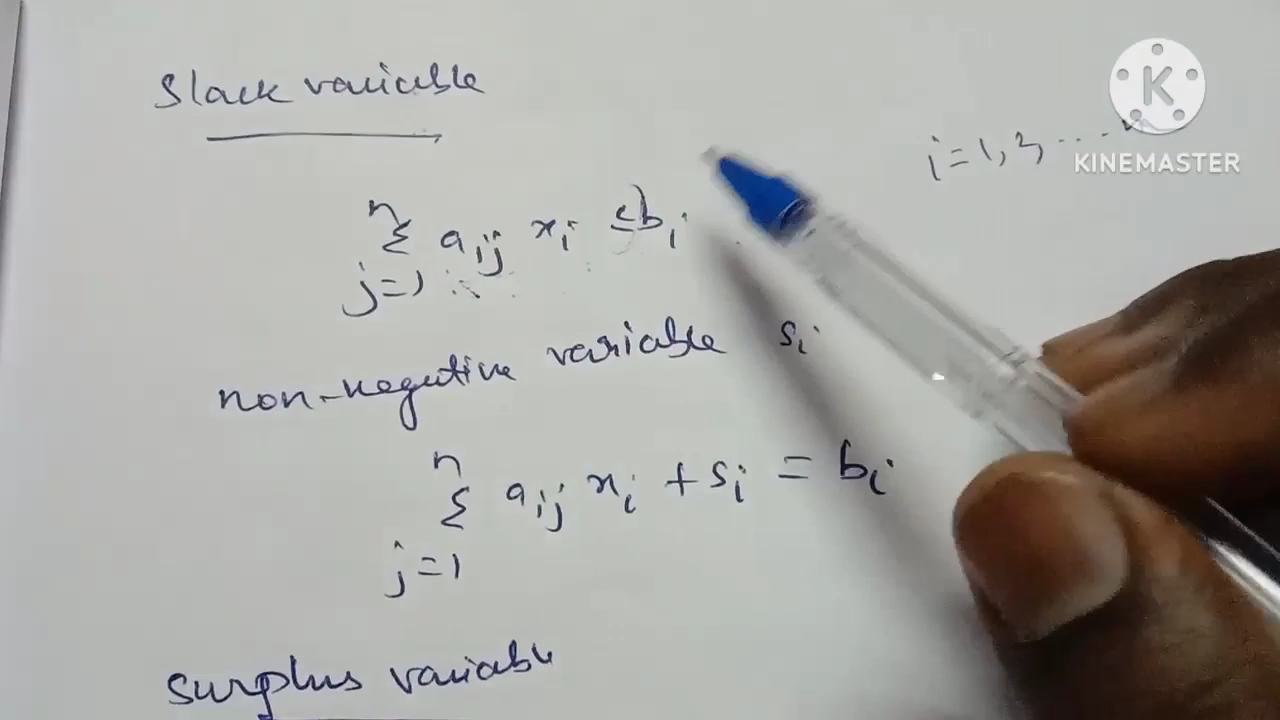 Slack variable
i=1,2,....
n
Σ aij xi ≤bi
j=1
non-negative variable si
n
Σ aij xi +si = bi
j=1
Surplus variable
K
KINEMASTER